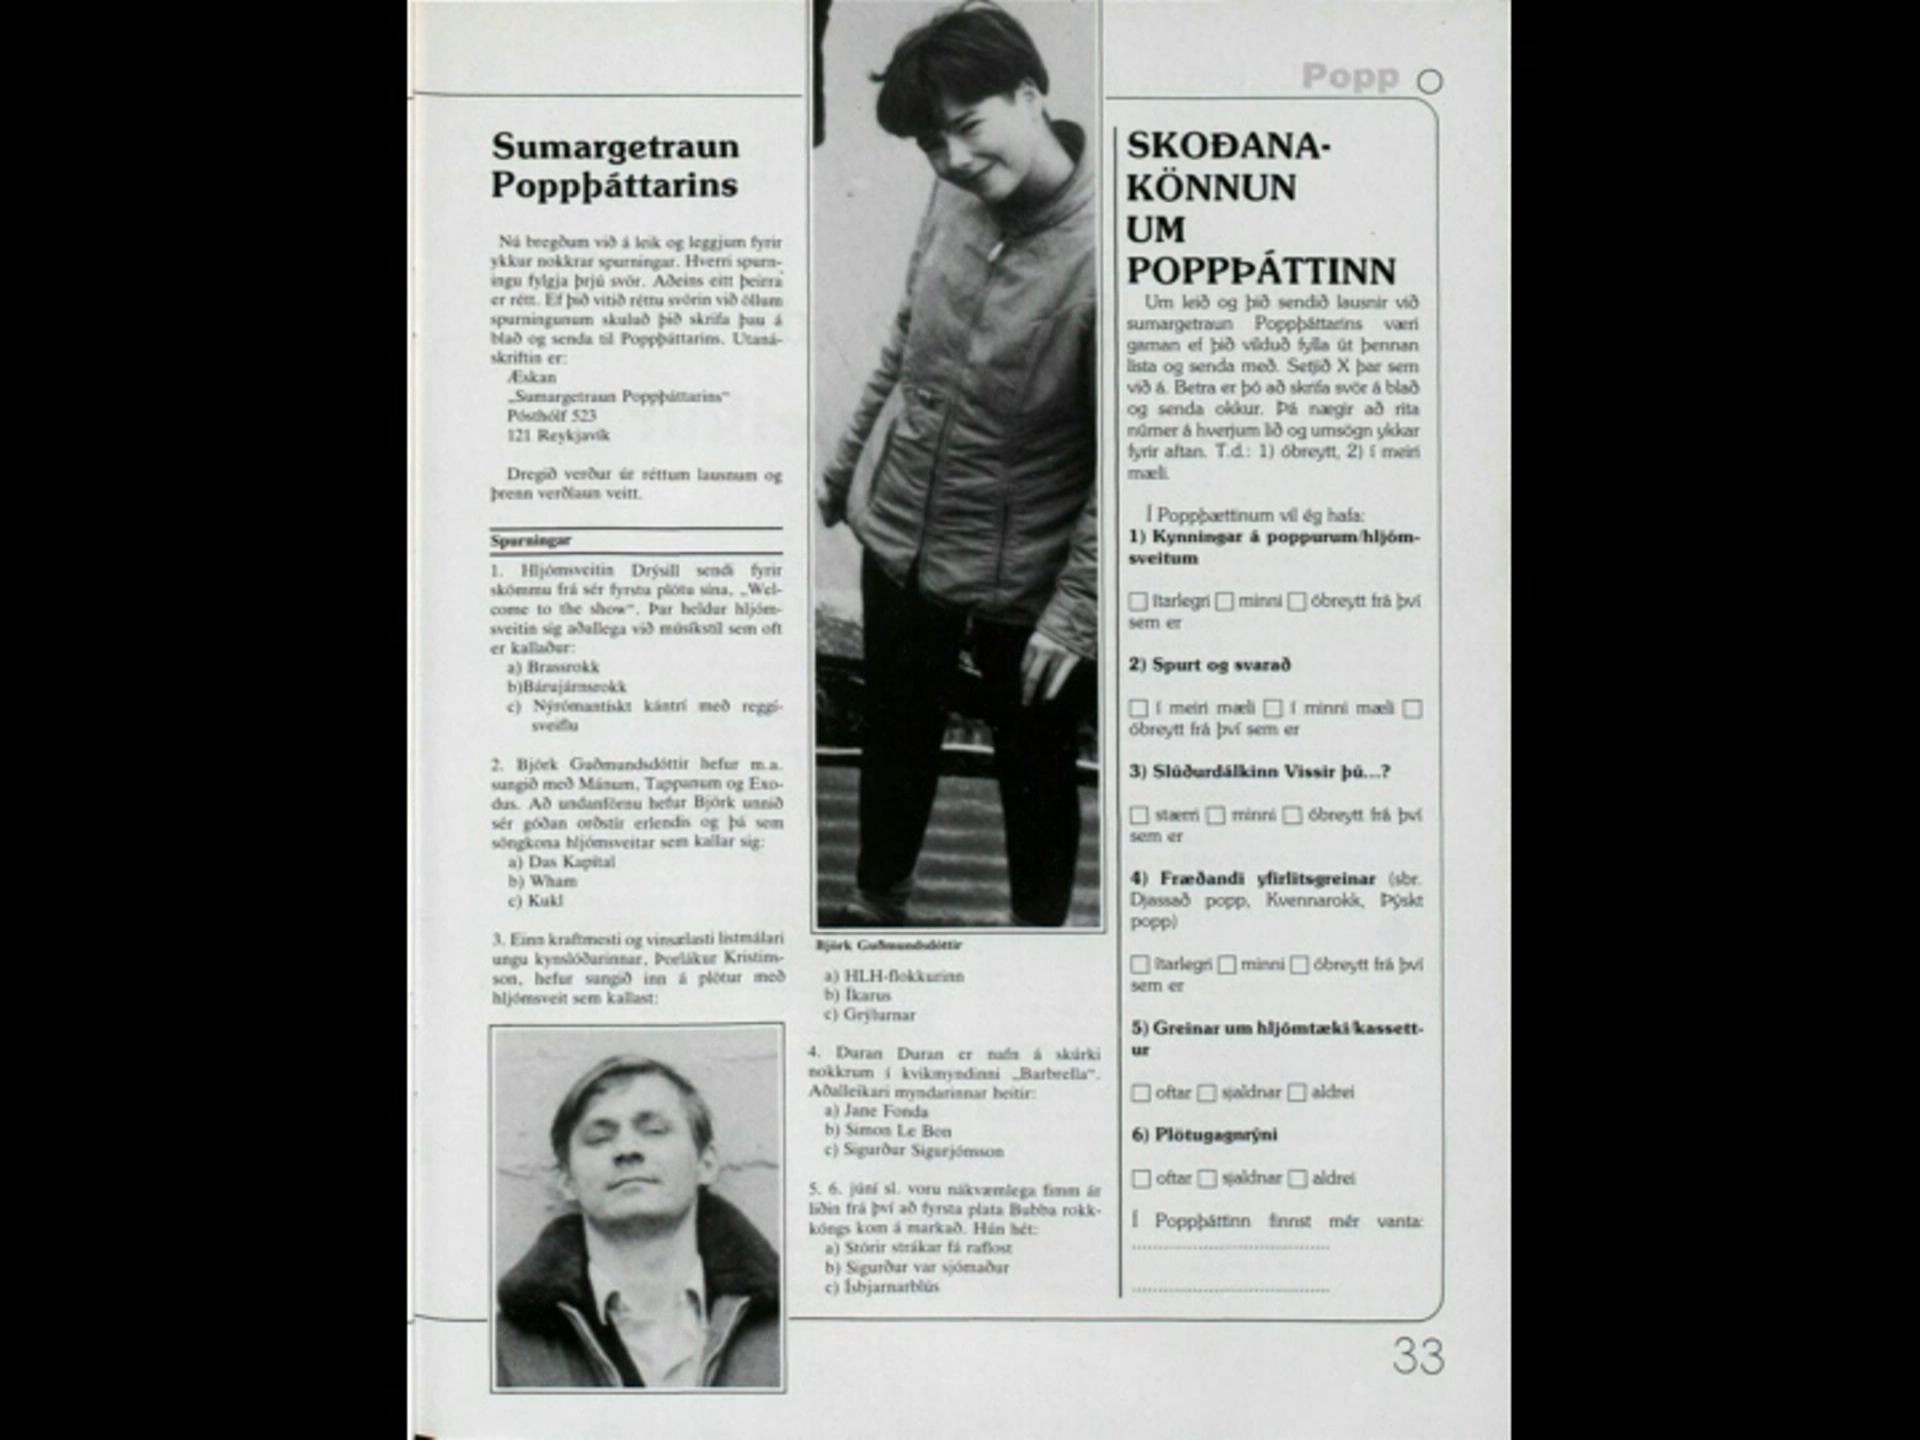 Popp
Sumargetraun
Poppþáttarins
Nú bregðum við á leik og leggjum fyrir
ykkur nokkrar spurningar. Hverri spurn-
ingu fylgja þrjú svör. Aðeins eitt þeirra
er rétt. Ef þið vitið réttu svörin við öllum
spurningunum skuluð þið skrifa þau á
blað og senda til Poppþáttarins. Utaná-
skriftin er:
Æskan
„Sumargetraun Poppþáttarins“
Pósthólf 523
121 Reykjavík
Dregið verður úr réttum lausnum og
þrenn verðlaun veitt.
Spurningar
1. Hljómsveitin Drýsill sendi fyrir
skömmu frá sér fyrstu plötu sína, „Wel-
come to the show“. Þar heldur hljóm-
sveitin sig aðallega við músíkstíl sem oft
er kallaður:
a) Brassrokk
b)Bárujárnsrokk
c) Nýrómantískt kántrí með reggí-
sveiflu
2. Björk Guðmundsdóttir hefur m.a.
sungið með Mánum, Tappanum og Exo-
dus. Að undanförnu hefur Björk unnið
sér góðan orðstír erlendis og þá sem
söngkona hljómsveitar sem kallar sig:
a) Das Kapital
b) Wham
c) Kukl
3. Einn kraftmesti og vinsælasti listmálari
ungu kynslóðarinnar, Þorlákur Kristins-
son, hefur sungið inn á plötur með
hljómsveit sem kallast:
Björk Guðmundsdóttir
a) HLH-flokkurinn
b) Íkarus
c) Grýlurnar
4. Duran Duran er nafn á skúrki
nokkrum í kvikmyndinni „Barbrella“.
Aðalleikari myndarinnar heitir:
a) Jane Fonda
b) Simon Le Bon
c) Sigurður Sigurjónsson
5. 6. júní sl. voru nákvæmlega fimm ár
liðin frá því að fyrsta plata Bubba rokk-
kóngs kom á markað. Hún hét:
a) Stórir strákar fá raflost
b) Sigurður var sjómaður
c) Ísbjarnarblús
SKOÐANA-
KÖNNUN
UM
POPPÞÁTTINN
Um leið og þið sendið lausnir við
sumargetraun Poppþáttarins væri
gaman ef þið vilduð fylla út þennan
lista og senda með. Setjið X þar sem
við á. Betra er þó að skrifa svör á blað
og senda okkur. Þá nægir að rita
númer á hverjum lið og umsögn ykkar
fyrir aftan. T.d.: 1) óbreytt, 2) í meiri
mæli.
Í Poppþættinum vil ég hafa:
1) Kynningar á poppurum/hljóm-
sveitum
ítarlegri minni óbreytt frá því
sem er
2) Spurt og svarað
í meiri mæli í minni mæli
óbreytt frá því sem er
3) Slúðurdálkinn Vissir þú...?
stærri minni óbreytt frá því
sem er
4) Fræðandi yfirlitsgreinar (sbr.
Djassað popp, Kvennarokk, Þýskt
popp)
ítarlegri minni óbreytt frá því
sem er
5) Greinar um hljómtæki/kassett-
ur
oftar sjaldnar aldrei
6) Plötugagnrýni
oftar sjaldnar aldrei
Í Poppþáttinn finnst mér vanta:
33